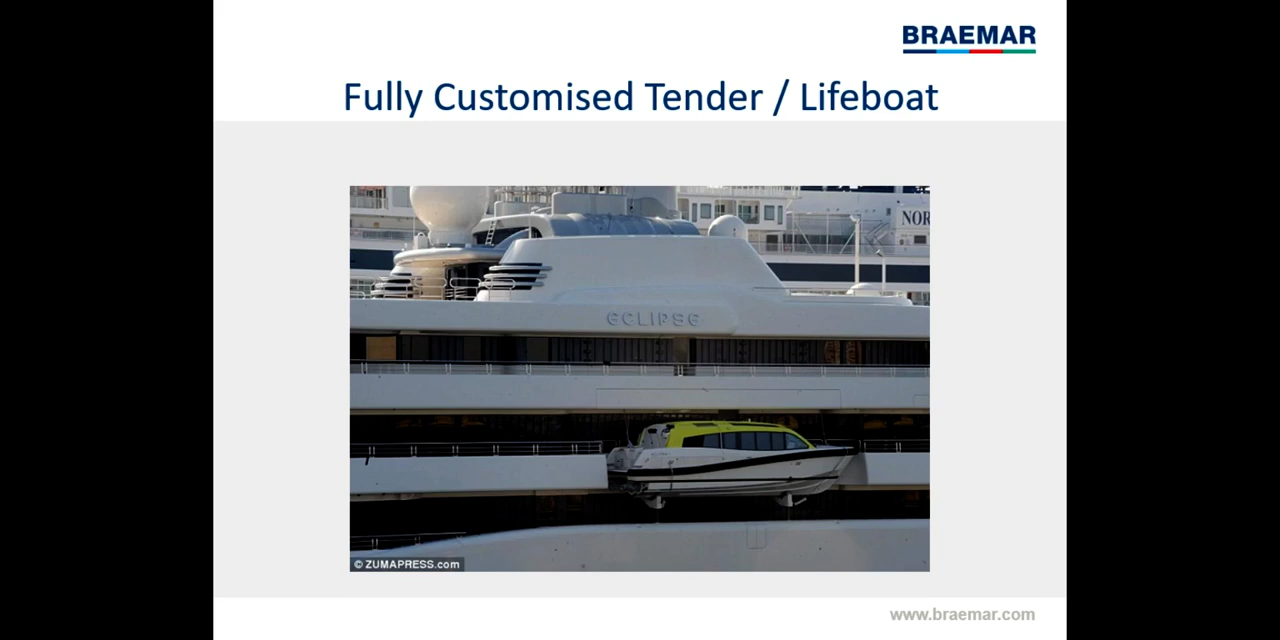 BRAEMAR
Fully Customised Tender / Lifeboat
NOR
ECLIPSE
© ZUMAPRESS.com
www.braemar.com